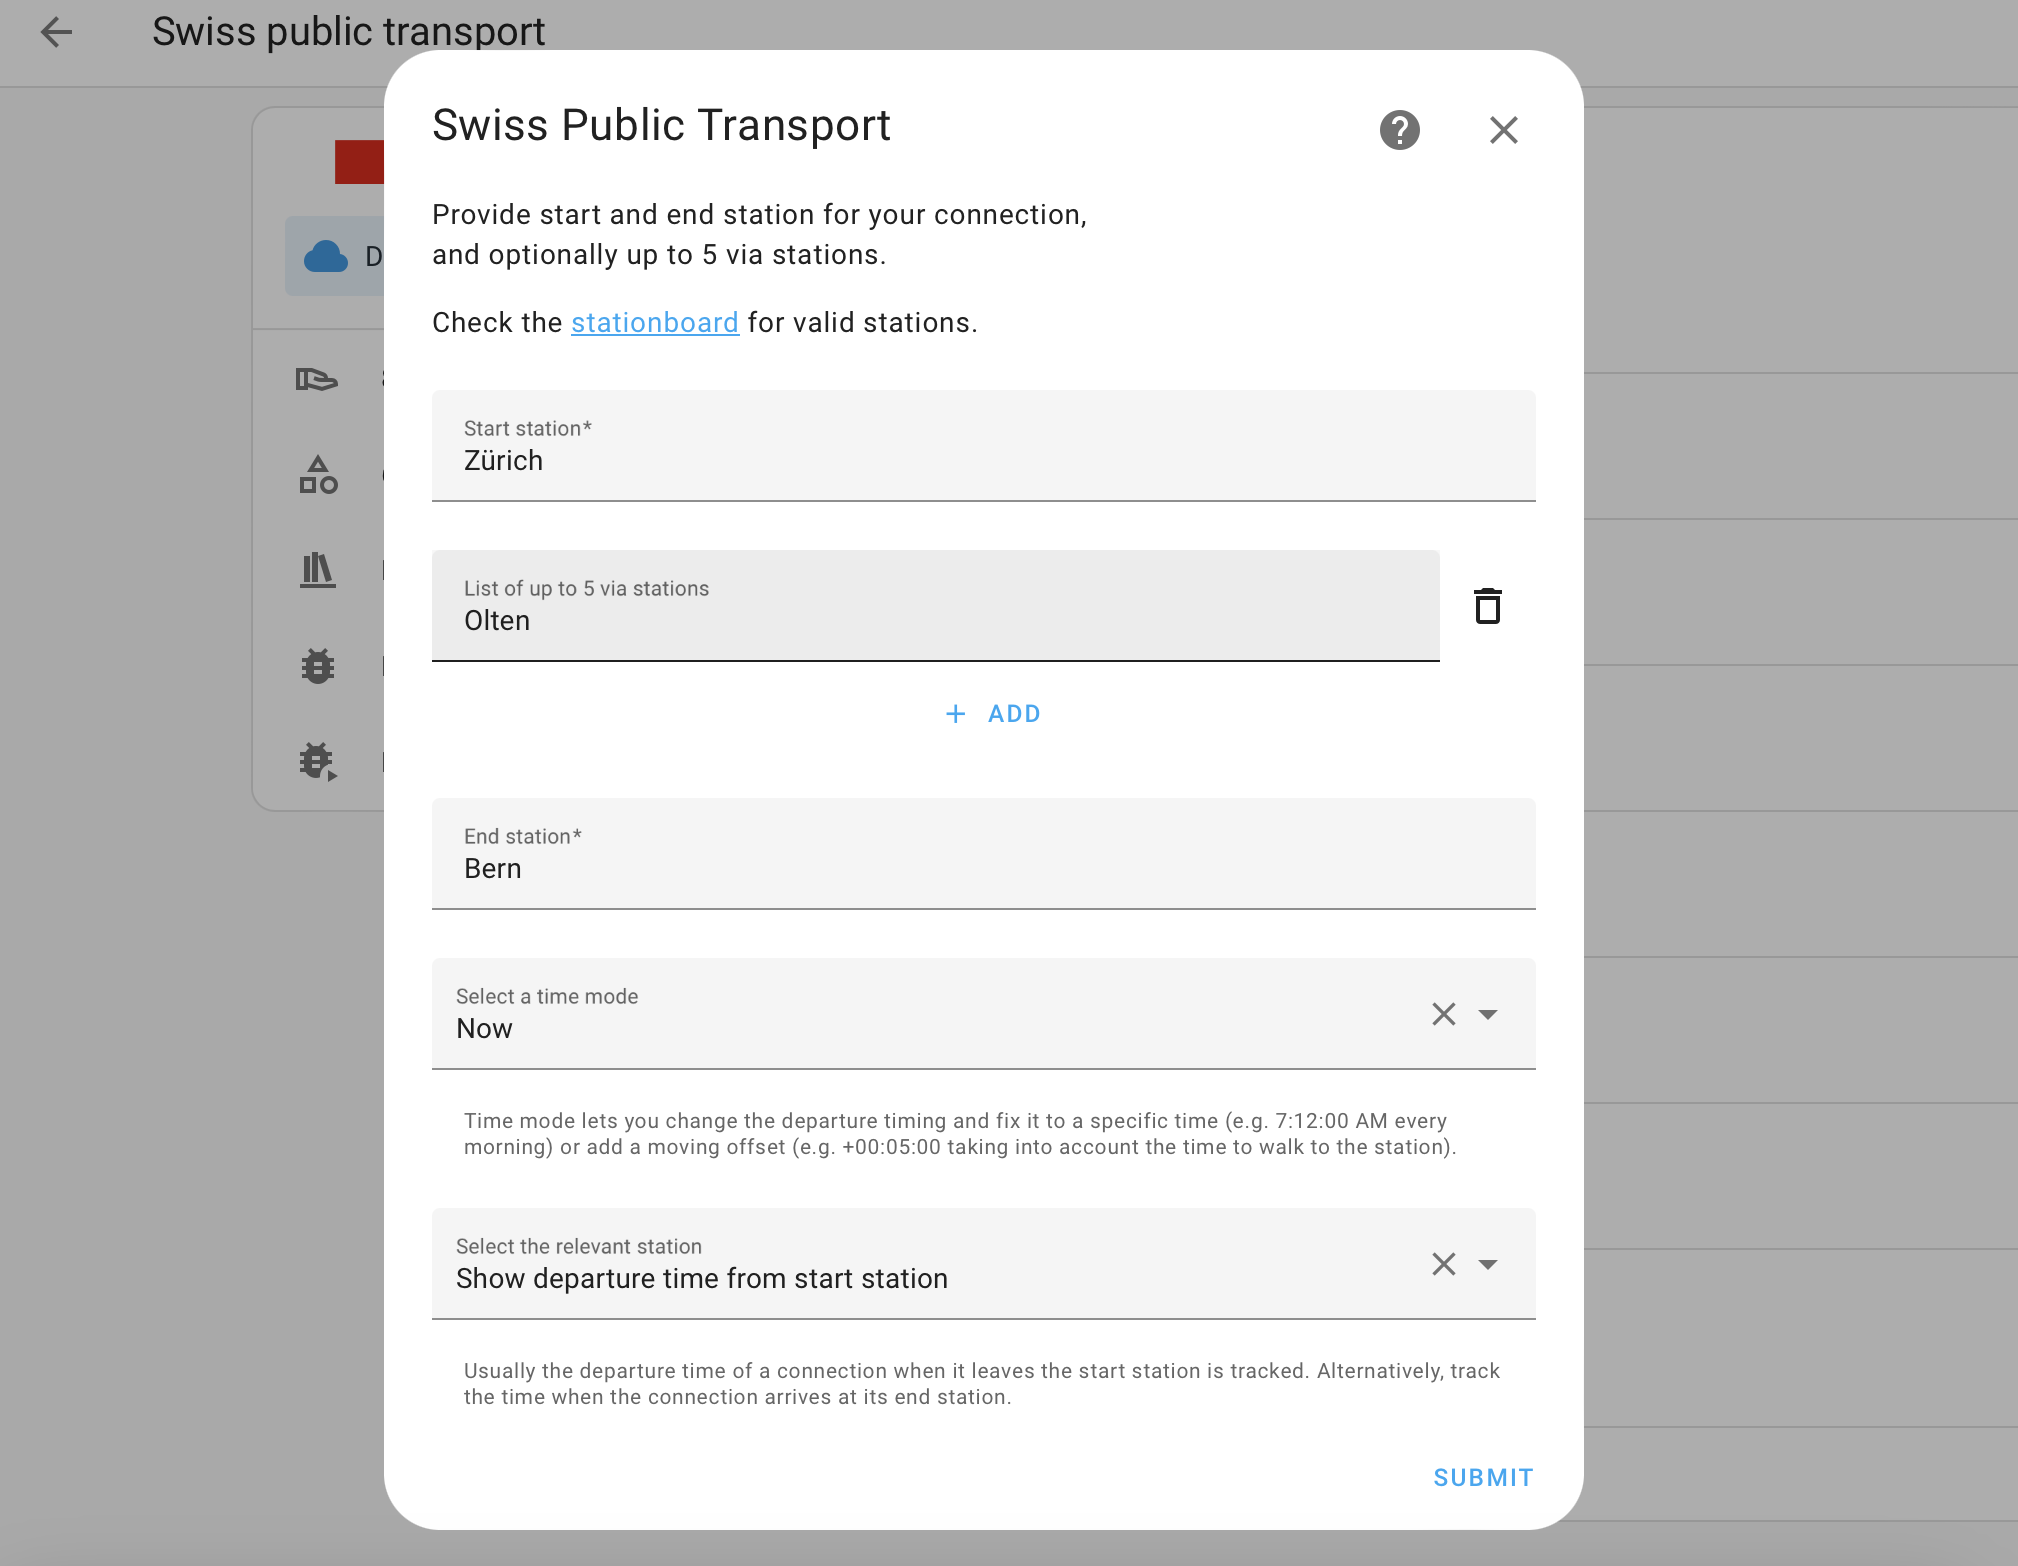 Swiss public transport
Swiss Public Transport
Provide start and end station for your connection,
and optionally up to 5 via stations.
Check the stationboard for valid stations.
Start station*
Zürich
List of up to 5 via stations
Olten
+ ADD
End station*
Bern
Select a time mode
Now
Time mode lets you change the departure timing and fix it to a specific time (e.g. 7:12:00 AM every
morning) or add a moving offset (e.g. +00:05:00 taking into account the time to walk to the station).
Select the relevant station
Show departure time from start station
Usually the departure time of a connection when it leaves the start station is tracked. Alternatively, track
the time when the connection arrives at its end station.
SUBMIT